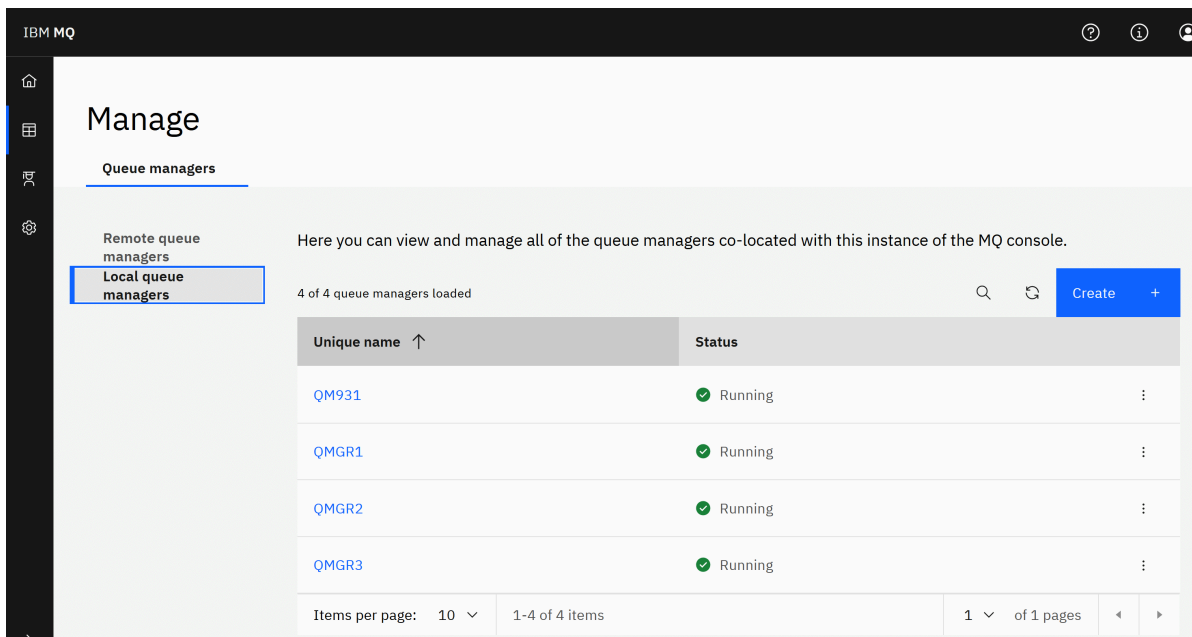 IBM MQ
Manage
Queue managers
Remote queue
managers
Local queue
managers
Here you can view and manage all of the queue managers co-located with this instance of the MQ console.
4 of 4 queue managers loaded
Create +
Unique name Status
QM931 Running
QMGR1 Running
QMGR2 Running
QMGR3 Running
Items per page: 10 1-4 of 4 items 1 of 1 pages